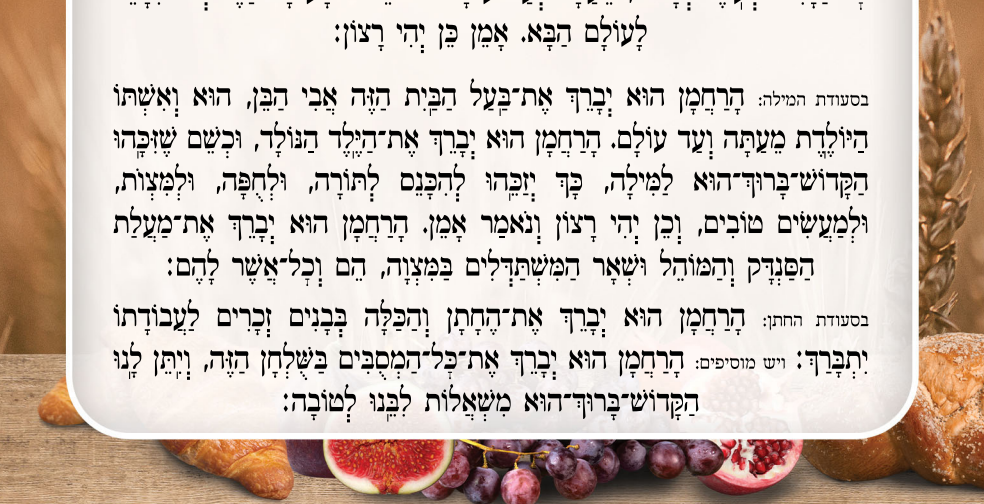 לָעוֹלָם הַבָּא. אָמֵן כֵּן יְהִי רָצוֹן:
בסעודת המילה: הָרַחֲמָן הוּא יְבָרֵךְ אֶת־בַּעַל הַבַּיִת הַזֶּה אֲבִי הַבֵּן, הוּא וְאִשְׁתּוֹ
הַיּוֹלֶדֶת מֵעַתָּה וְעַד עוֹלָם. הָרַחֲמָן הוּא יְבָרֵךְ אֶת־הַיֶּלֶד הַנּוֹלָד, וּכְשֵׁם שֶׁזִּכָּהוּ
הַקָּדוֹשׁ־בָּרוּךְ־הוּא לַמִּילָה, כָּךְ יְזַכֵּהוּ לְהִכָּנֵס לְתוֹרָה, וּלְחֻפָּה, וּלְמִצְוֹת,
וּלְמַעֲשִׂים טוֹבִים, וְכֵן יְהִי רָצוֹן וְנֹאמַר אָמֵן. הָרַחֲמָן הוּא יְבָרֵךְ אֶת־מַעֲלַת
הַסַּנְדָּק וְהַמּוֹהֵל וּשְׁאָר הַמִּשְׁתַּדְּלִים בַּמִּצְוָה, הֵם וְכָל־אֲשֶׁר לָהֶם:
בסעודת החתן: הָרַחֲמָן הוּא יְבָרֵךְ אֶת־הֶחָתָן וְהַכַּלָּה בְּבָנִים זְכָרִים לַעֲבוֹדָתוֹ
יִתְבָּרַךְ: ויש מוסיפים: הָרַחֲמָן הוּא יְבָרֵךְ אֶת־כָּל־הַמְסֻבִּים בַּשֻּׁלְחָן הַזֶּה, וְיִתֵּן לָנוּ
הַקָּדוֹשׁ־בָּרוּךְ־הוּא מִשְׁאֲלוֹת לִבֵּנוּ לְטוֹבָה: